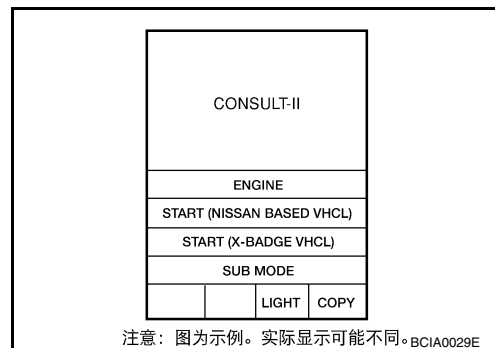 CONSULT-II
ENGINE
START (NISSAN BASED VHCL)
START (X-BADGE VHCL)
SUB MODE
LIGHT COPY
注意：图为示例。实际显示可能不同。BCIA0029E